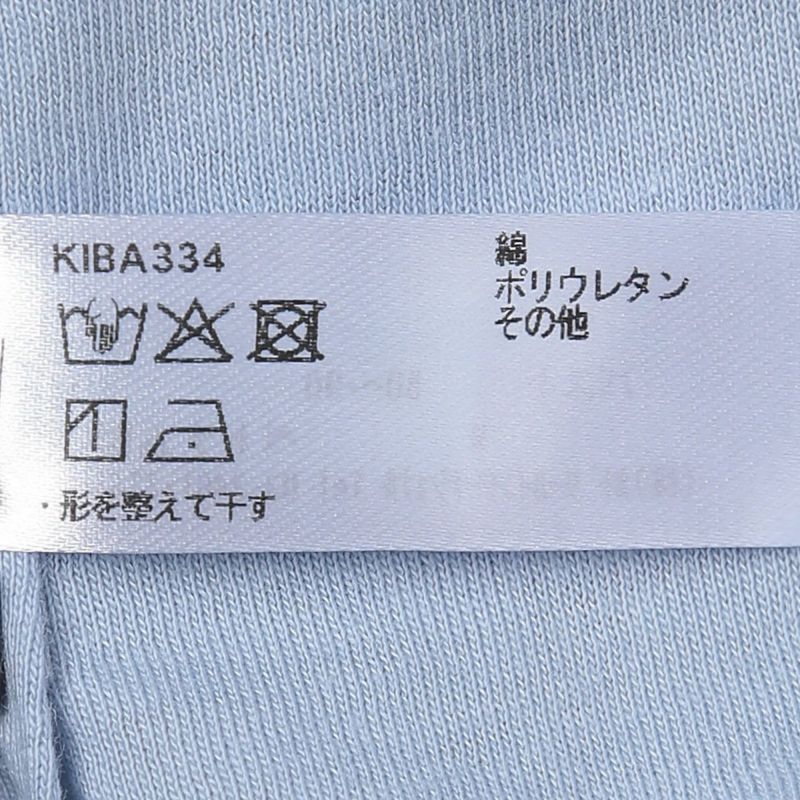 KIBA334
綿
ポリウレタン
その他
・形を整えて干す